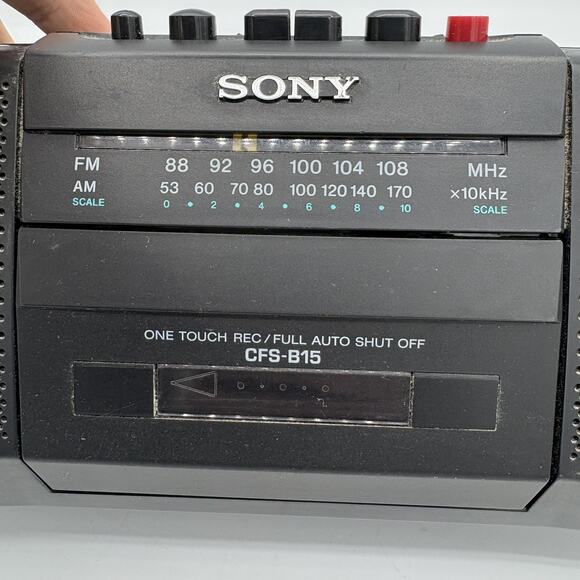 SONY
FM 88 92 96 100 104 108 MHz
AM 53 60 70 80 100 120 140 170 ×10kHz
SCALE 0 • 2 • 4 • 6 • 8 • 10 SCALE
ONE TOUCH REC/FULL AUTO SHUT OFF
CFS-B15